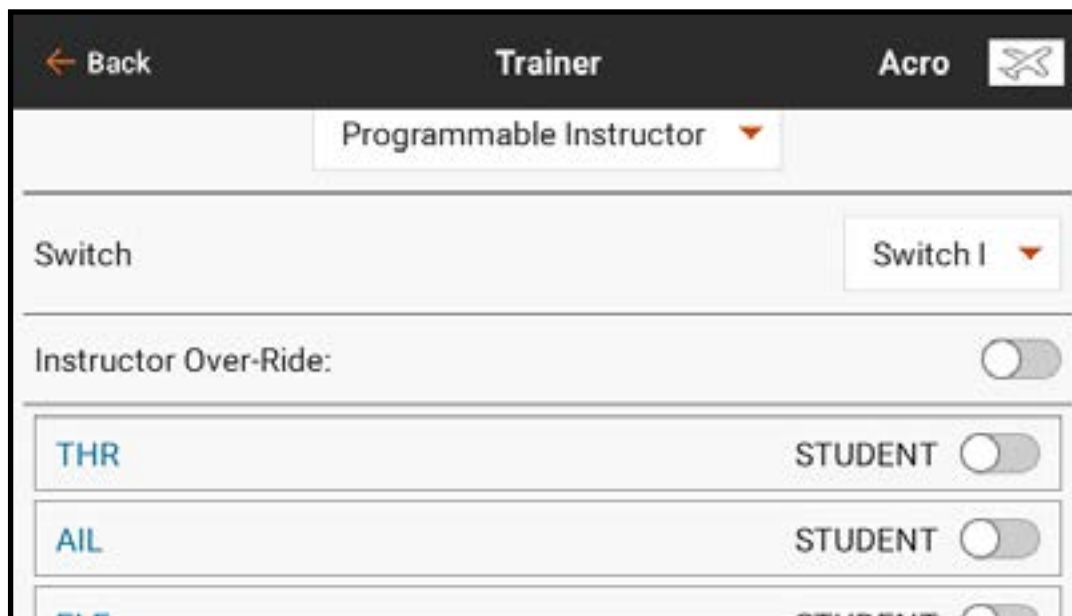 Back Trainer Acro
Programmable Instructor
Switch Switch I
Instructor Over-Ride:
THR STUDENT
AIL STUDENT